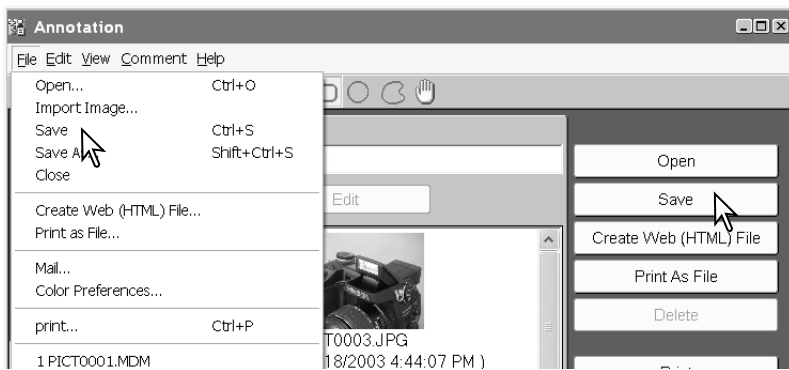 Annotation
File Edit View Comment Help
Open... Ctrl+O
Import Image...
Save Ctrl+S
Save A Shift+Ctrl+S
Close
Create Web (HTML) File...
Print as File...
Mail...
Color Preferences...
print... Ctrl+P
1 PICT0001.MDM
Edit
T0003.JPG
18/2003 4:44:07 PM )
Open
Save
Create Web (HTML) File
Print As File
Delete